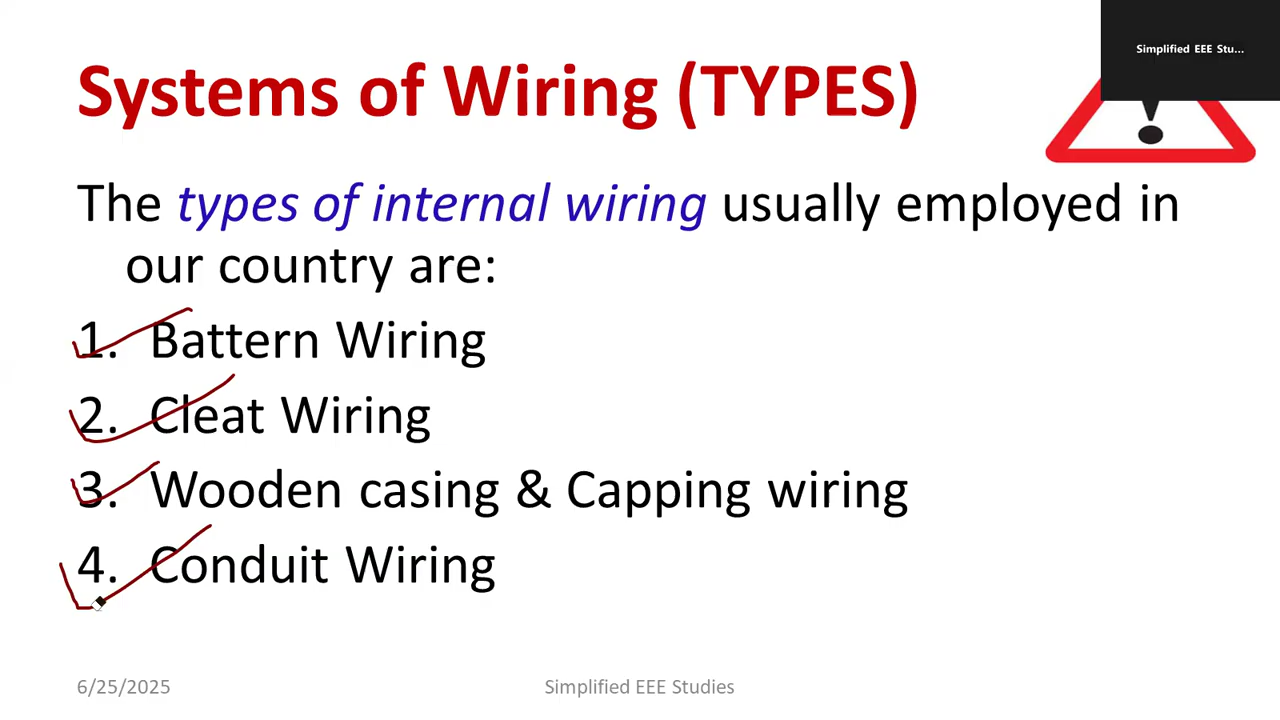 Simplified EEE Stu...
Systems of Wiring (TYPES)
The types of internal wiring usually employed in
our country are:
1. Battern Wiring
2. Cleat Wiring
3. Wooden casing & Capping wiring
4. Conduit Wiring
6/25/2025 Simplified EEE Studies